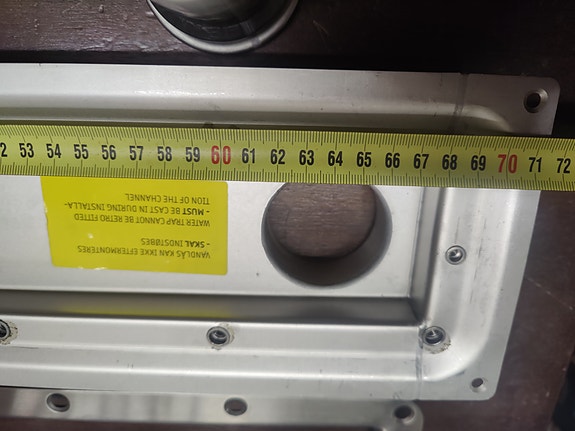 2 53 54 55 56 57 58 59 60 61 62 63 64 65 66 67 68 69 70 71 72
VANDLÅS KAN IKKE EFTERMONTERES
- SKAL INDSTØBES
WATER TRAP CANNOT BE RETRO FITTED
- MUST BE CAST IN DURING INSTALLA-
TION OF THE CHANNEL